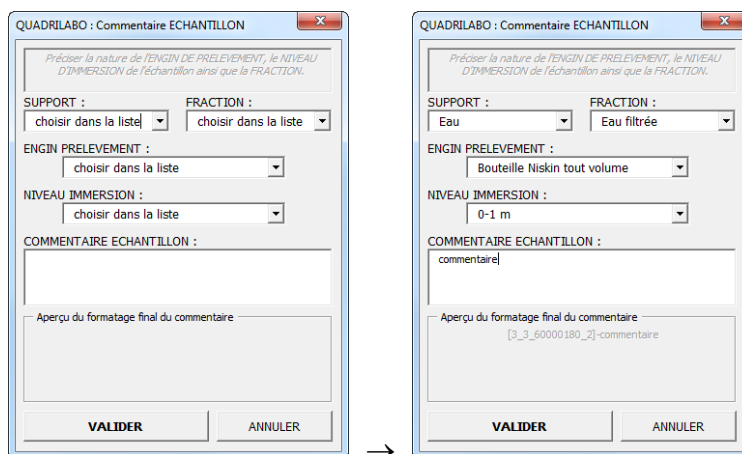 QUADRILABO : Commentaire ECHANTILLON
Préciser la nature de l'ENGIN DE PRELEVEMENT, le NIVEAU
D'IMMERSION de l'échantillon ainsi que la FRACTION.
SUPPORT : FRACTION :
choisir dans la liste choisir dans la liste
ENGIN PRELEVEMENT :
choisir dans la liste
NIVEAU IMMERSION :
choisir dans la liste
COMMENTAIRE ECHANTILLON :
Aperçu du formatage final du commentaire
VALIDER ANNULER
→
QUADRILABO : Commentaire ECHANTILLON
Préciser la nature de l'ENGIN DE PRELEVEMENT, le NIVEAU
D'IMMERSION de l'échantillon ainsi que la FRACTION.
SUPPORT : FRACTION :
Eau Eau filtrée
ENGIN PRELEVEMENT :
Bouteille Niskin tout volume
NIVEAU IMMERSION :
0-1 m
COMMENTAIRE ECHANTILLON :
commentaire
Aperçu du formatage final du commentaire
[3_3_60000180_2]-commentaire
VALIDER ANNULER